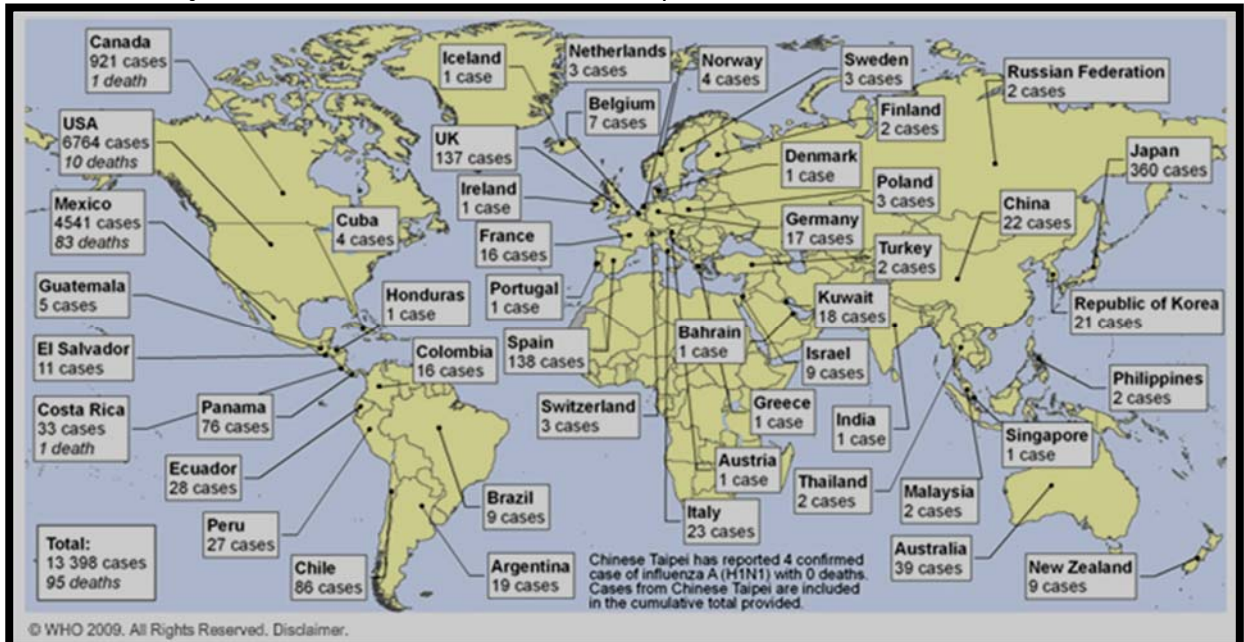 Canada
921 cases
1 death
Iceland
1 case
Netherlands
3 cases
Norway
4 cases
Sweden
3 cases
Russian Federation
2 cases
Belgium
7 cases
Finland
2 cases
USA
6764 cases
10 deaths
UK
137 cases
Denmark
1 case
Japan
360 cases
Ireland
1 case
Poland
3 cases
China
22 cases
Mexico
4541 cases
83 deaths
Cuba
4 cases
France
16 cases
Germany
17 cases
Turkey
2 cases
Guatemala
5 cases
Honduras
1 case
Portugal
1 case
Kuwait
18 cases
Republic of Korea
21 cases
El Salvador
11 cases
Colombia
16 cases
Spain
138 cases
Bahrain
1 case
Israel
9 cases
Philippines
2 cases
Costa Rica
33 cases
1 death
Panama
76 cases
Switzerland
3 cases
Greece
1 case
India
1 case
Singapore
1 case
Ecuador
28 cases
Brazil
9 cases
Austria
1 case
Thailand
2 cases
Malaysia
2 cases
Peru
27 cases
Italy
23 cases
Total:
13 398 cases
95 deaths
Chile
86 cases
Argentina
19 cases
Chinese Taipei has reported 4 confirmed
case of influenza A (H1N1) with 0 deaths.
Cases from Chinese Taipei are included
in the cumulative total provided.
Australia
39 cases
New Zealand
9 cases
© WHO 2009. All Rights Reserved. Disclaimer.